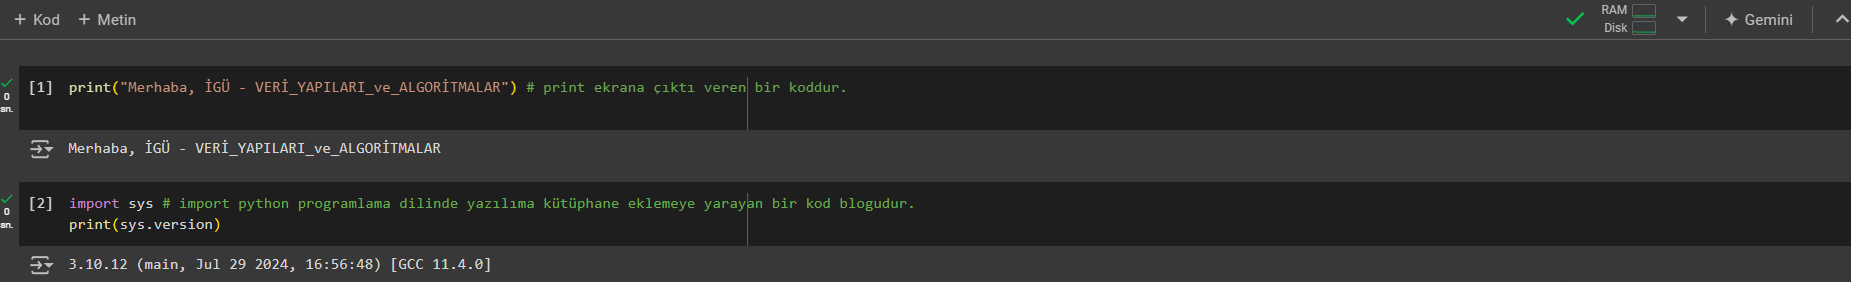 + Kod + Metin
RAM
Disk
Gemini
0
sn.
[1] print("Merhaba, İGÜ - VERİ_YAPILARI_ve_ALGORİTMALAR") # print ekrana çıktı veren bir koddur.
Merhaba, İGÜ - VERİ_YAPILARI_ve_ALGORİTMALAR
0
sn.
[2] import sys # import python programlama dilinde yazılıma kütüphane eklemeye yarayan bir kod blogudur.
print(sys.version)
3.10.12 (main, Jul 29 2024, 16:56:48) [GCC 11.4.0]